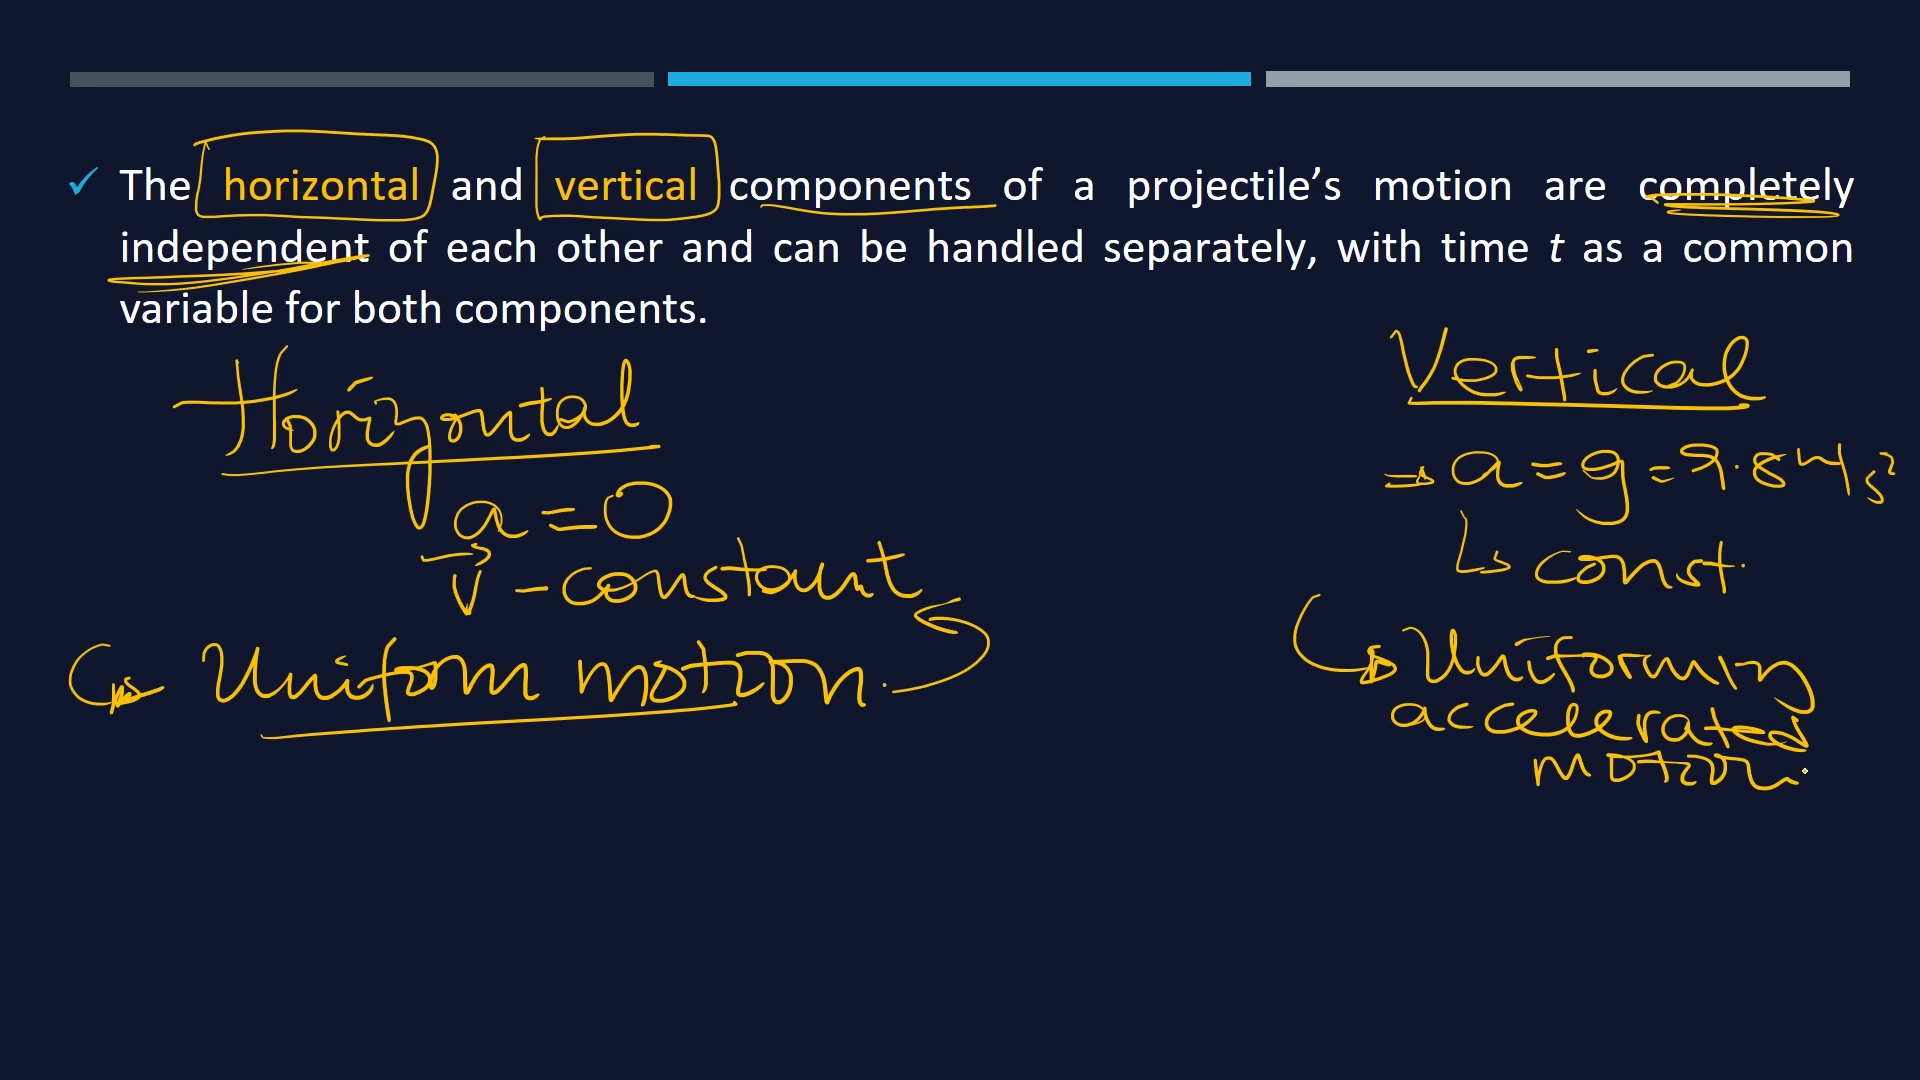 ✓ The horizontal and vertical components of a projectile’s motion are completely
independent of each other and can be handled separately, with time t as a common
variable for both components.
Horizontal
a = 0
v⃗ - constant
Uniform motion.
Vertical
⇒ a = g = 9.8 m/s²
↳ const.
Uniformly
accelerated
motion.